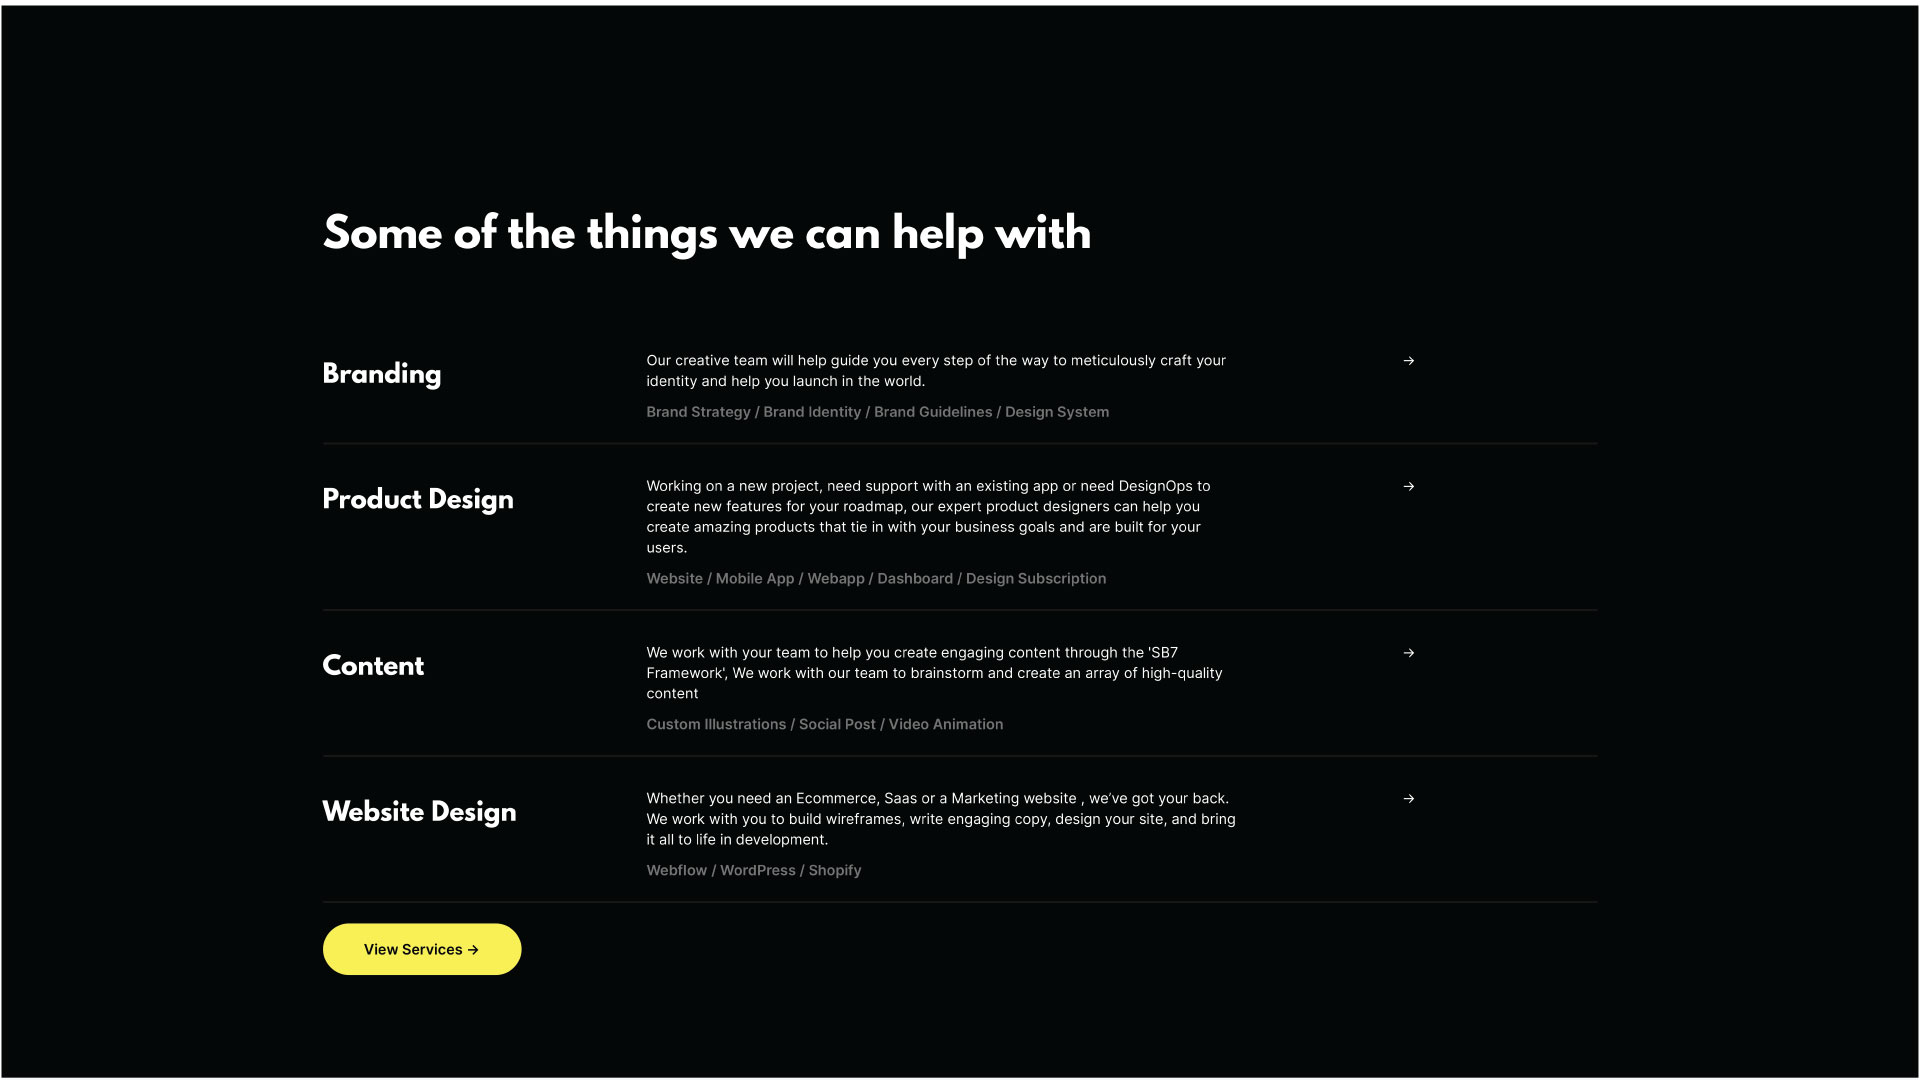 Some of the things we can help with
Branding
Our creative team will help guide you every step of the way to meticulously craft your
identity and help you launch in the world.
Brand Strategy / Brand Identity / Brand Guidelines / Design System
→
Product Design
Working on a new project, need support with an existing app or need DesignOps to
create new features for your roadmap, our expert product designers can help you
create amazing products that tie in with your business goals and are built for your
users.
Website / Mobile App / Webapp / Dashboard / Design Subscription
→
Content
We work with your team to help you create engaging content through the 'SB7
Framework', We work with our team to brainstorm and create an array of high-quality
content
Custom Illustrations / Social Post / Video Animation
→
Website Design
Whether you need an Ecommerce, Saas or a Marketing website , we’ve got your back.
We work with you to build wireframes, write engaging copy, design your site, and bring
it all to life in development.
Webflow / WordPress / Shopify
→
View Services →